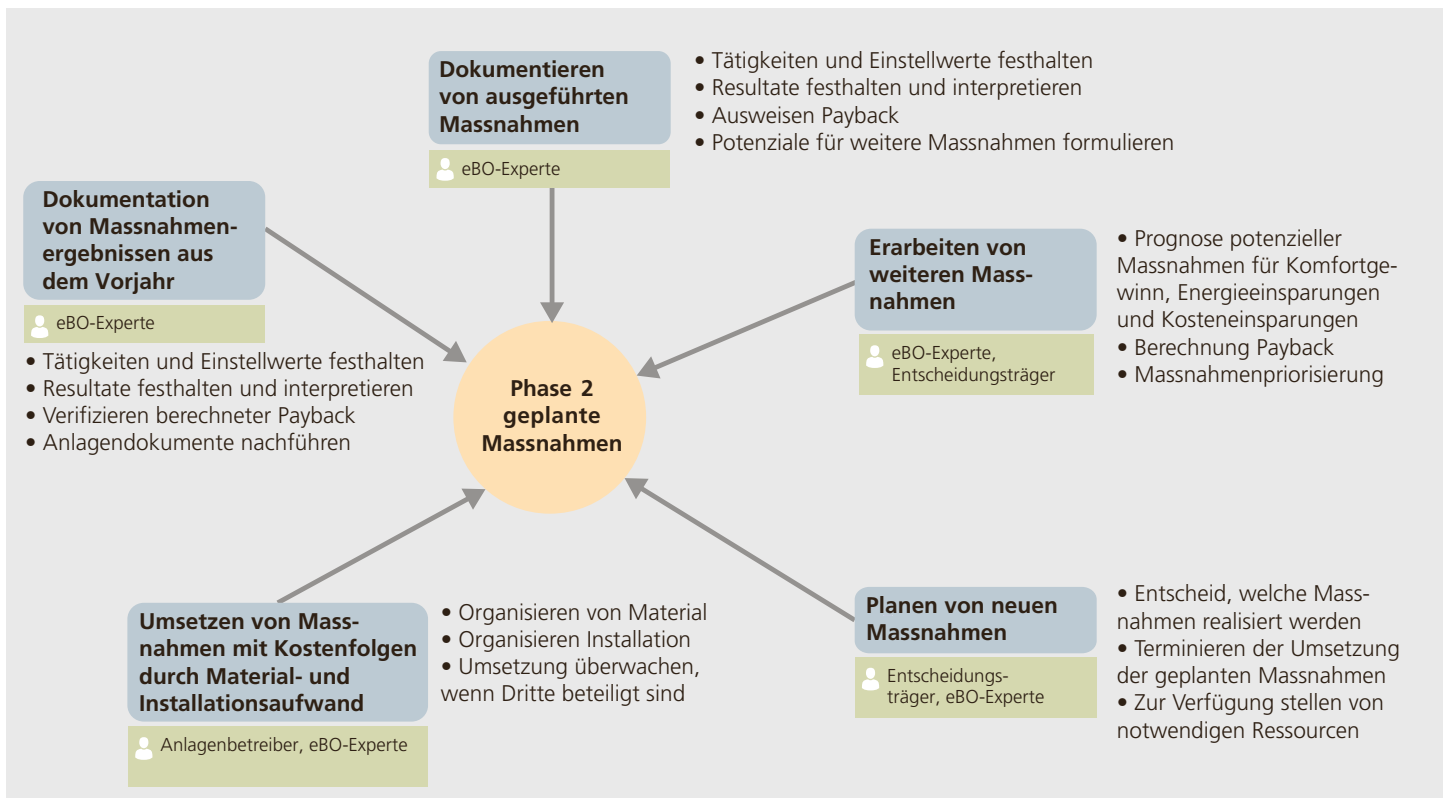 Dokumentieren
von ausgeführten
Massnahmen
eBO-Experte
• Tätigkeiten und Einstellwerte festhalten
• Resultate festhalten und interpretieren
• Ausweisen Payback
• Potenziale für weitere Massnahmen formulieren
Dokumentation
von Massnahmen-
ergebnissen aus
dem Vorjahr
eBO-Experte
• Tätigkeiten und Einstellwerte festhalten
• Resultate festhalten und interpretieren
• Verifizieren berechneter Payback
• Anlagendokumente nachführen
Erarbeiten von
weiteren Mass-
nahmen
eBO-Experte,
Entscheidungsträger
• Prognose potenzieller
Massnahmen für Komfortge-
winn, Energieeinsparungen
und Kosteneinsparungen
• Berechnung Payback
• Massnahmenpriorisierung
Phase 2
geplante
Massnahmen
Umsetzen von Mass-
nahmen mit Kostenfolgen
durch Material- und
Installationsaufwand
Anlagenbetreiber, eBO-Experte
• Organisieren von Material
• Organisieren Installation
• Umsetzung überwachen,
wenn Dritte beteiligt sind
Planen von neuen
Massnahmen
Entscheidungs-
träger, eBO-Experte
• Entscheid, welche Mass-
nahmen realisiert werden
• Terminieren der Umsetzung
der geplanten Massnahmen
• Zur Verfügung stellen von
notwendigen Ressourcen